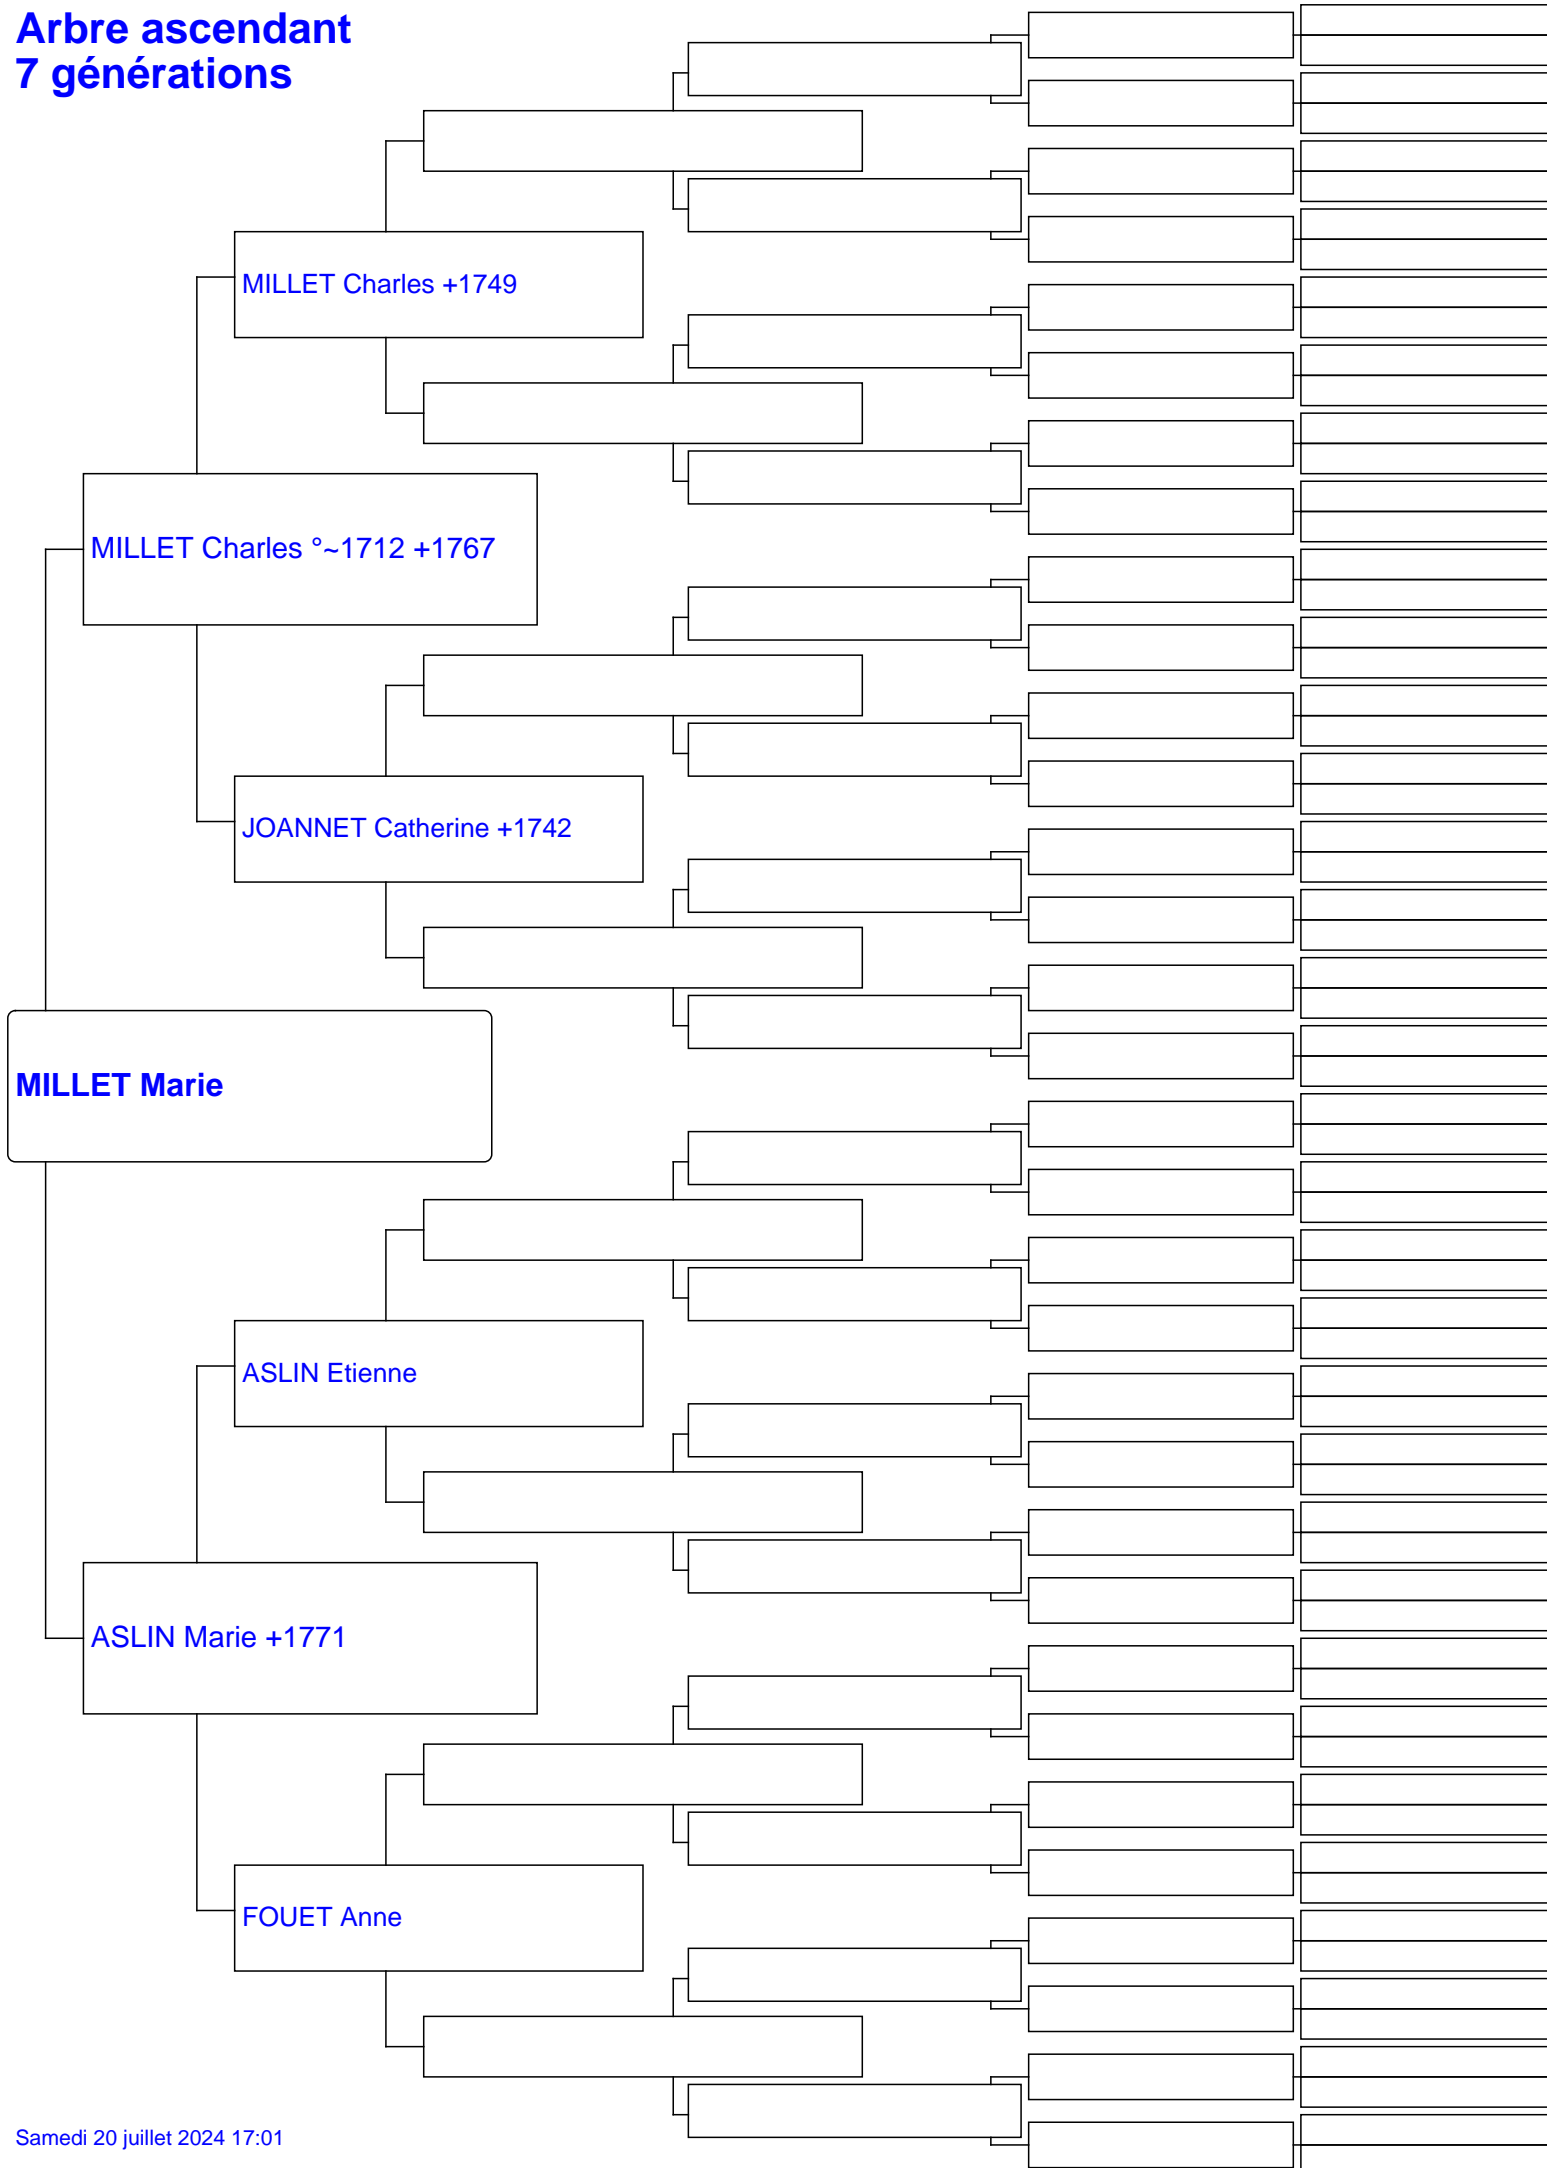 Arbre ascendant
7 générations
MILLET Charles +1749
MILLET Charles °~1712 +1767
JOANNET Catherine +1742
MILLET Marie
ASLIN Etienne
ASLIN Marie +1771
FOUET Anne
Samedi 20 juillet 2024 17:01